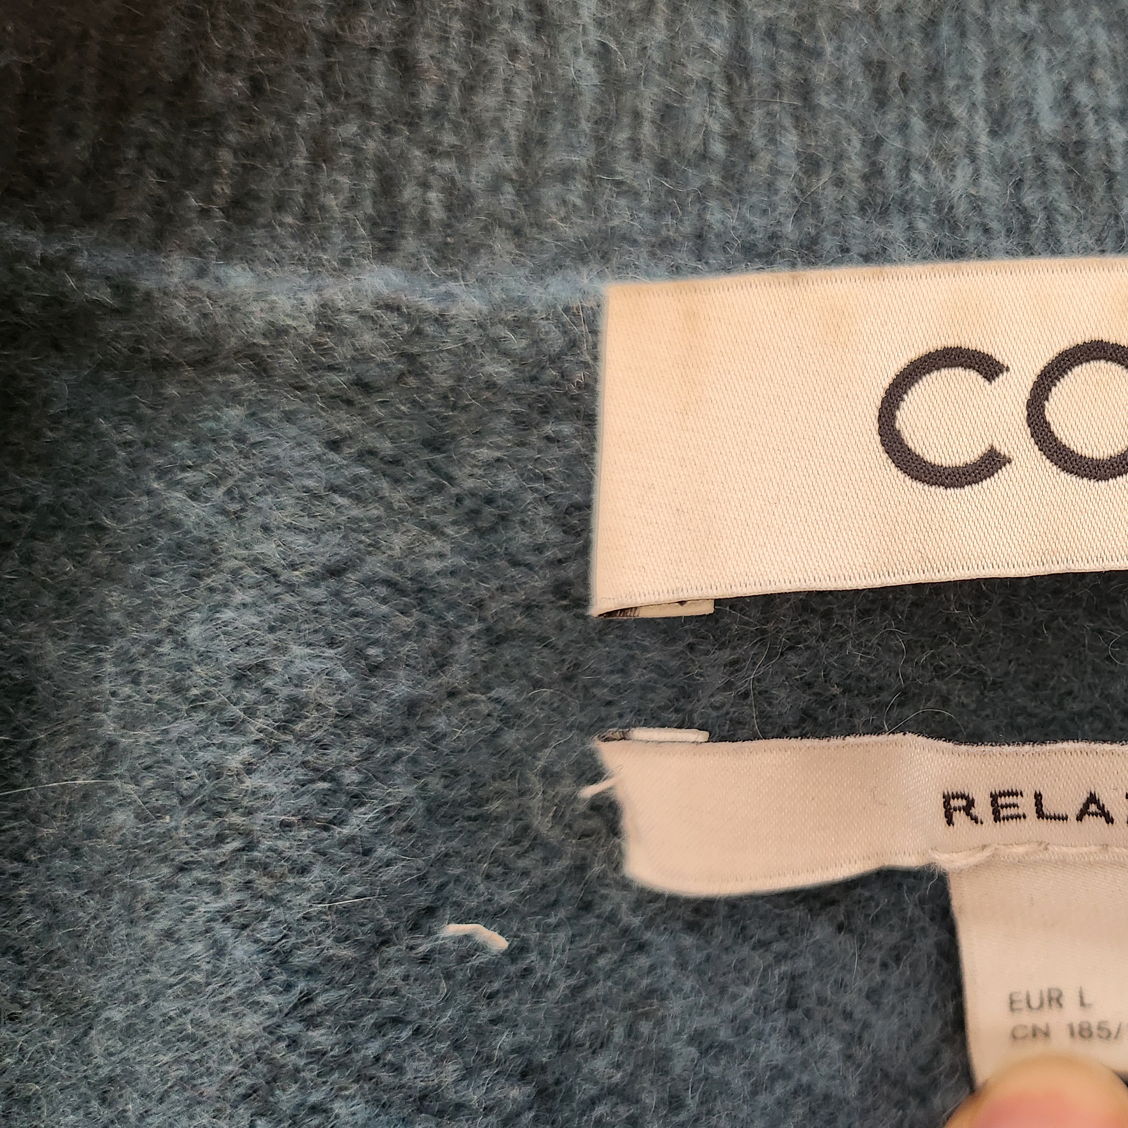 CO
RELA
EUR L
CN 185/